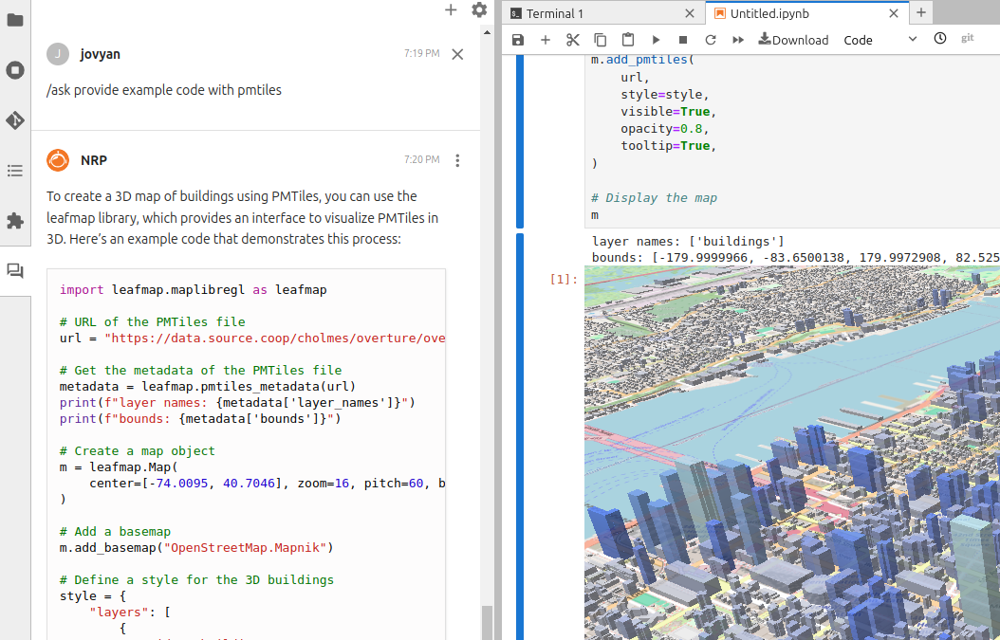 J jovyan 7:19 PM
/ask provide example code with pmtiles
NRP 7:20 PM
To create a 3D map of buildings using PMTiles, you can use the
leafmap library, which provides an interface to visualize PMTiles in
3D. Here's an example code that demonstrates this process:
import leafmap.maplibregl as leafmap
# URL of the PMTiles file
url = "https://data.source.coop/cholmes/overture/ove
# Get the metadata of the PMTiles file
metadata = leafmap.pmtiles_metadata(url)
print(f"layer names: {metadata['layer_names']}")
print(f"bounds: {metadata['bounds']}")
# Create a map object
m = leafmap.Map(
    center=[-74.0095, 40.7046], zoom=16, pitch=60, b
)
# Add a basemap
m.add_basemap("OpenStreetMap.Mapnik")
# Define a style for the 3D buildings
style = {
    "layers": [
        {
Terminal 1
Untitled.ipynb
Download Code git
m.add_pmtiles(
    url,
    style=style,
    visible=True,
    opacity=0.8,
    tooltip=True,
)
# Display the map
m
layer names: ['buildings']
bounds: [-179.9999966, -83.6500138, 179.9972908, 82.525
[1]: